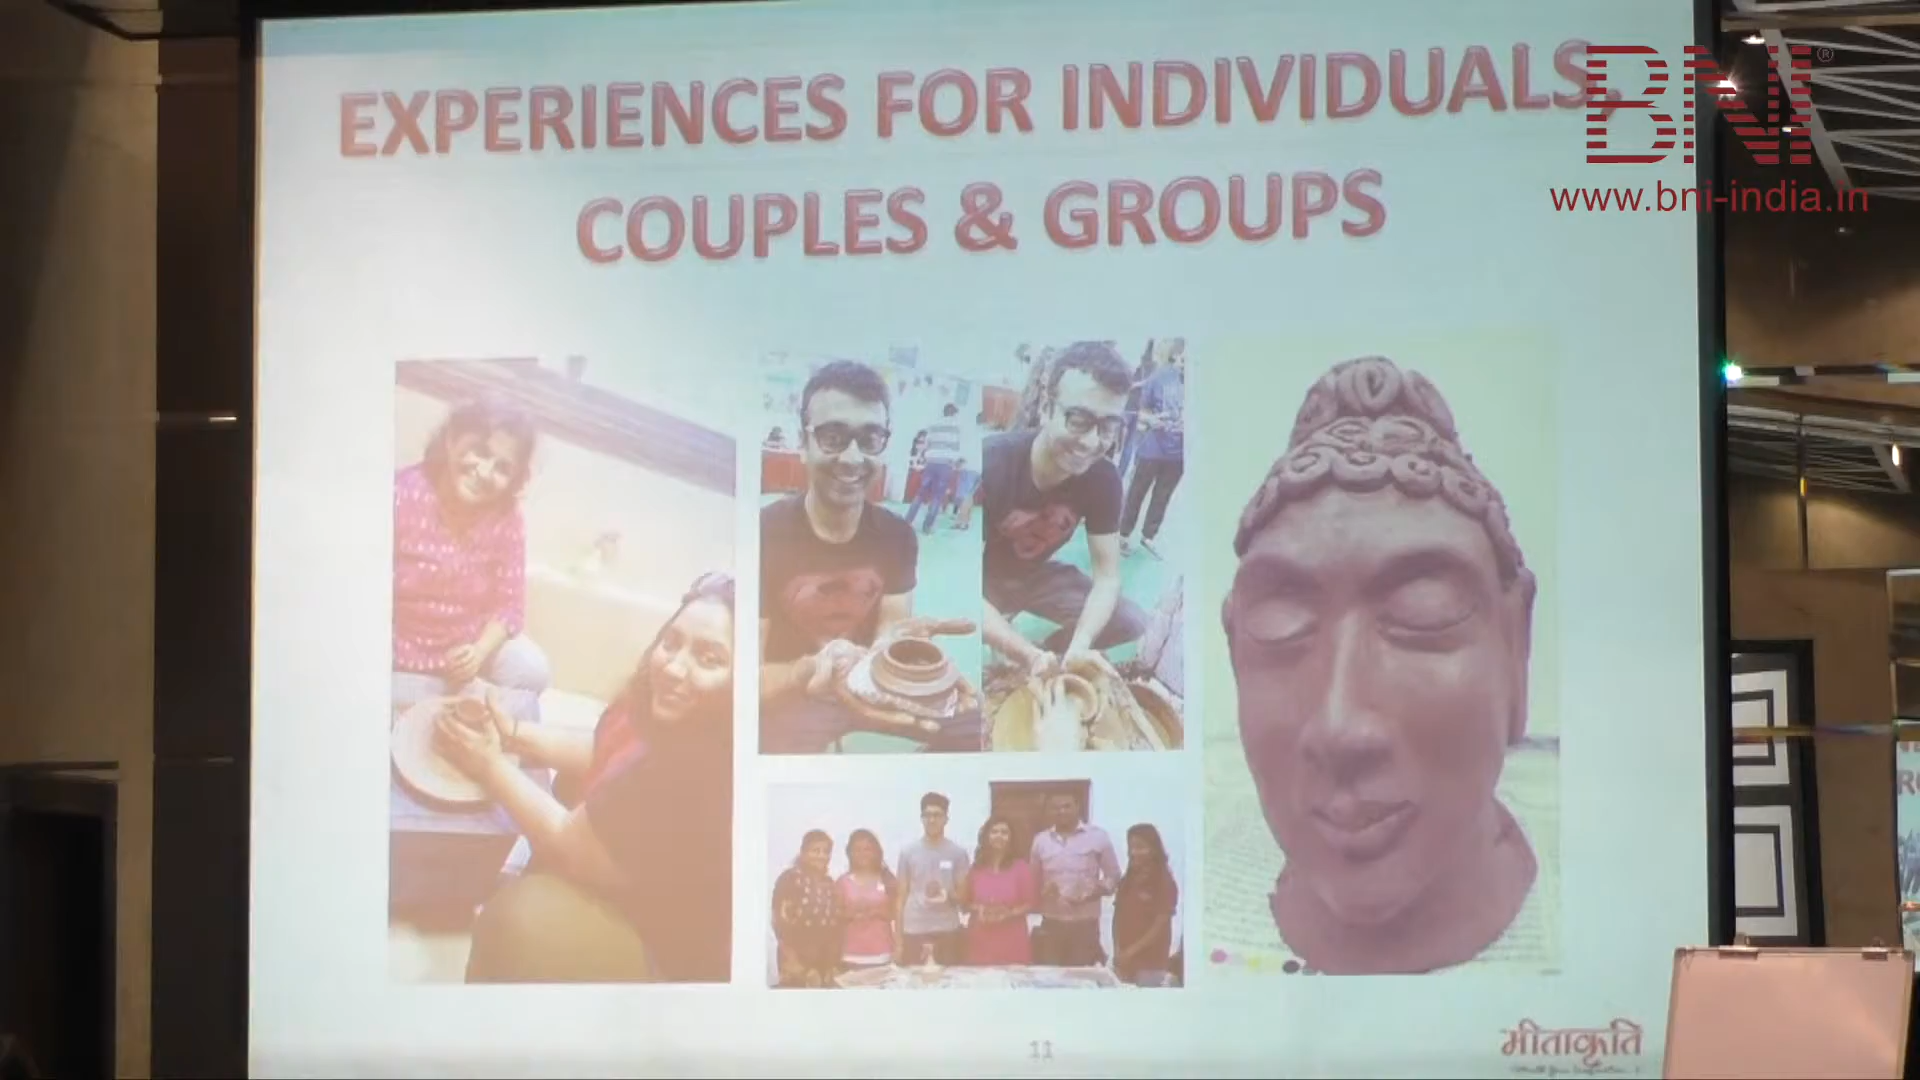 EXPERIENCES FOR INDIVIDUALS,
COUPLES & GROUPS
BNI®
www.bni-india.in
11
मीताकृति